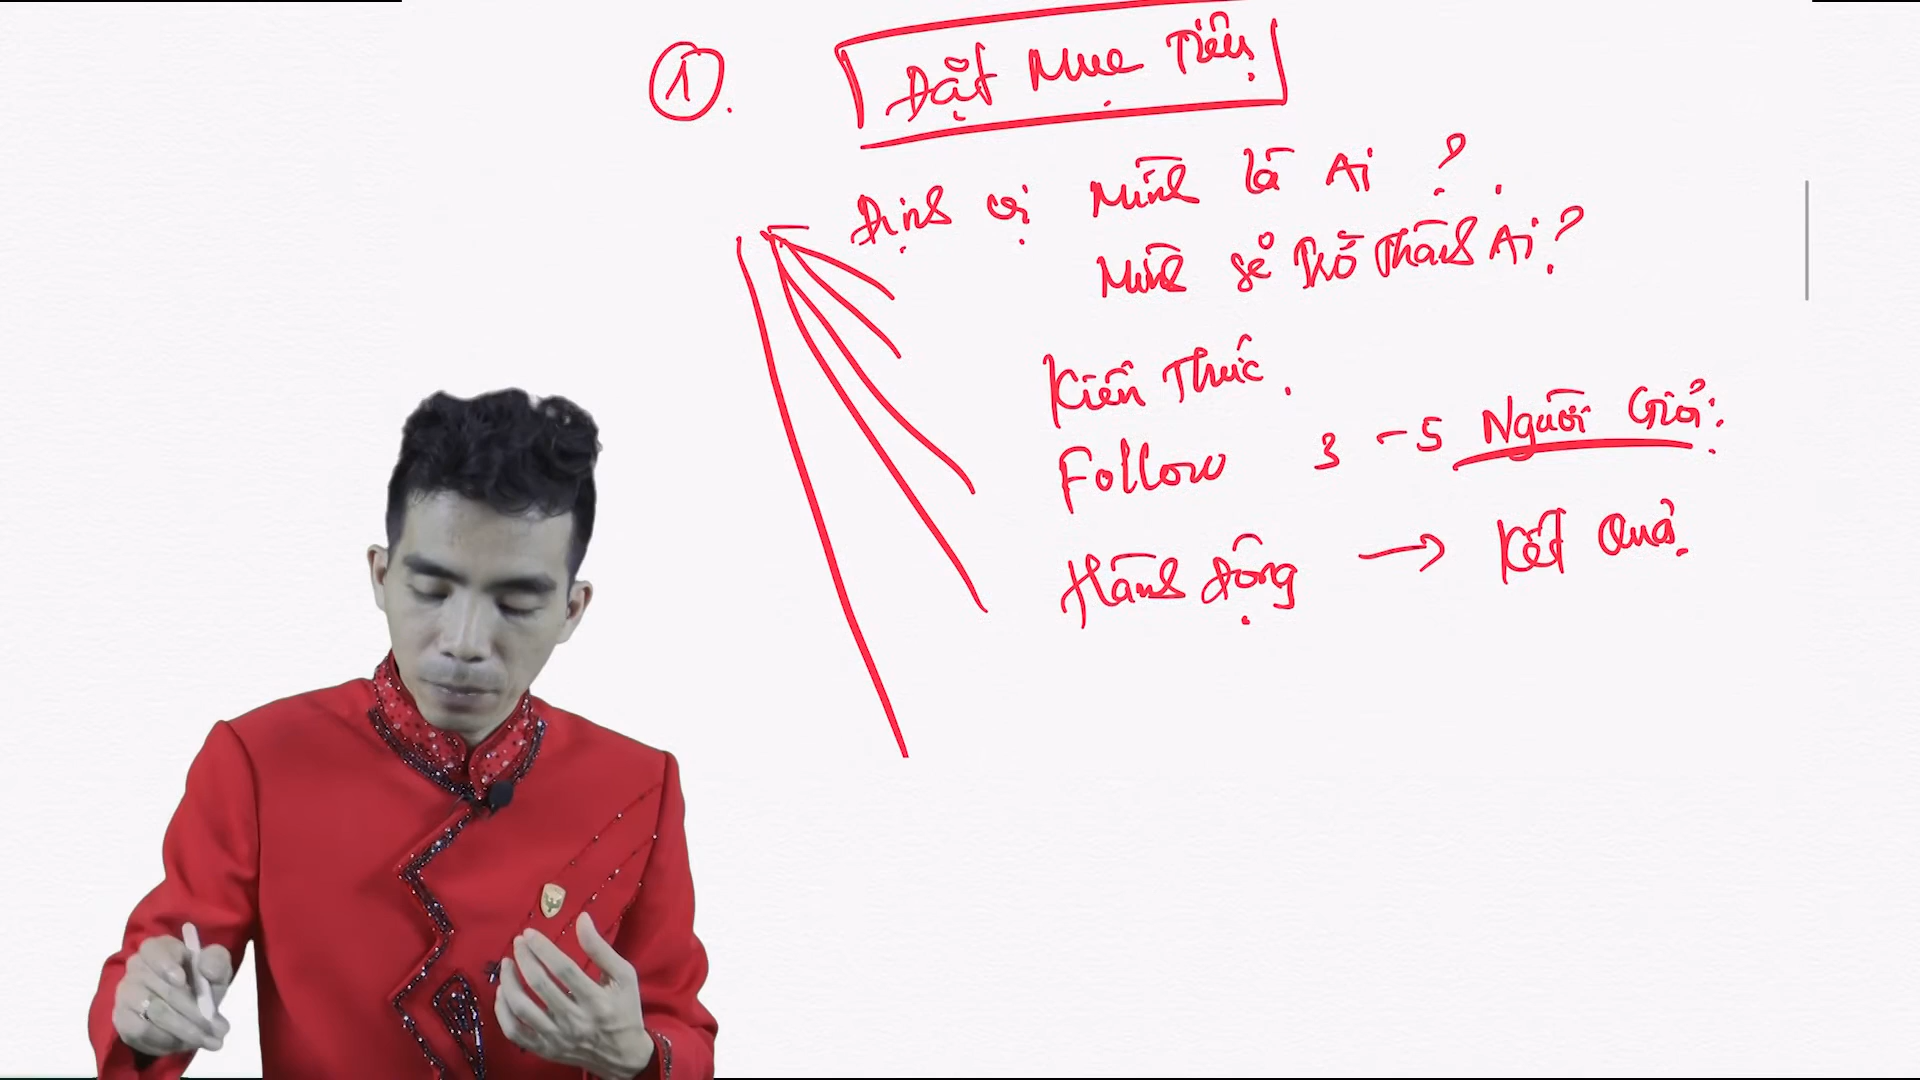 1. Đặt Mục Tiêu
Định vị Mình là Ai?
Mình sẽ Trở Thành Ai?
Kiến Thức.
Follow 3-5 Người Giỏi:
Hành động → Kết Quả.